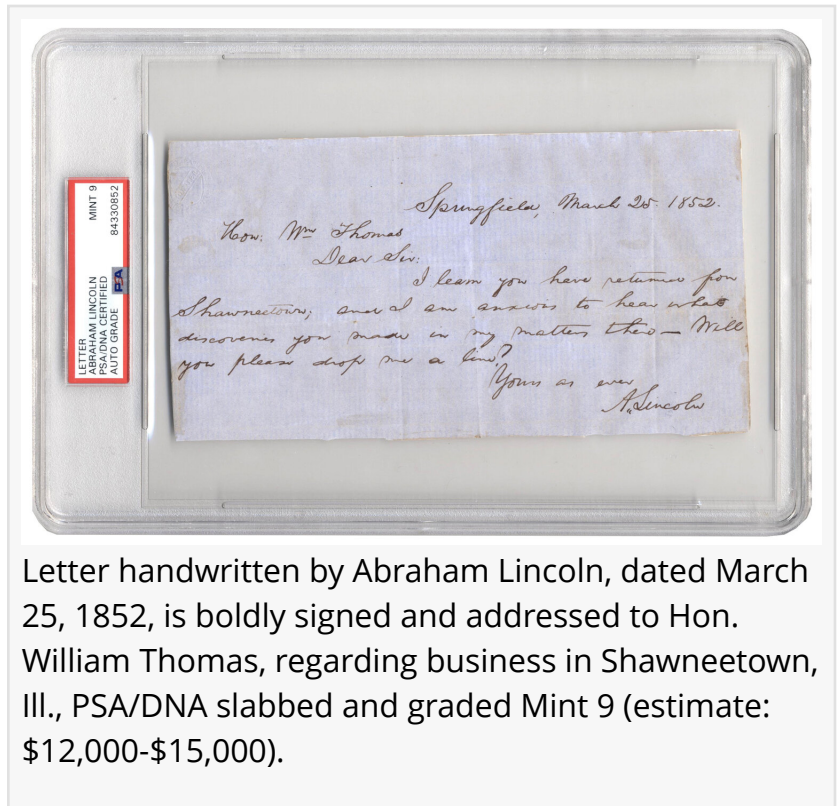 LETTER MINT 9
ABRAHAM LINCOLN
PSA/DNA CERTIFIED
AUTO GRADE PSA 84330852
Springfield, March 25. 1852.
Hon: Wm Thomas
Dear Sir:
I learn you have returned from
Shawneetown; and I am anxious to hear what
discoveries you made in my matters there — Will
you please drop me a line?
Yours as ever
A. Lincoln
Letter handwritten by Abraham Lincoln, dated March
25, 1852, is boldly signed and addressed to Hon.
William Thomas, regarding business in Shawneetown,
Ill., PSA/DNA slabbed and graded Mint 9 (estimate:
$12,000-$15,000).